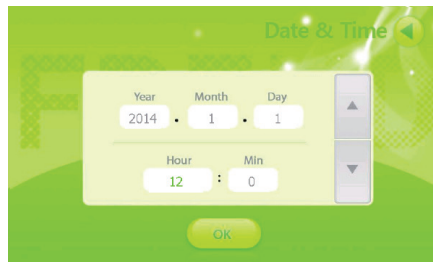 Date & Time
Year Month Day
2014 . 1 . 1
Hour Min
12 : 0
OK